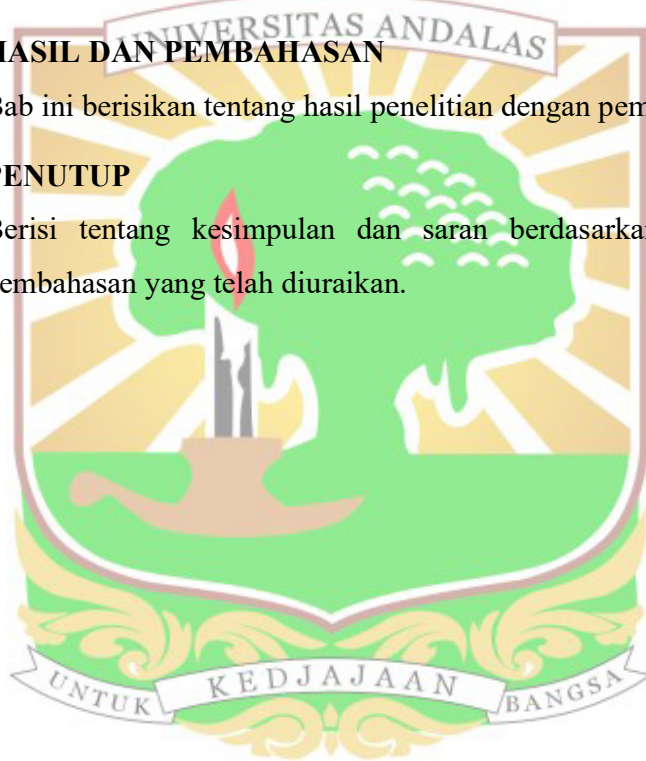 UNIVERSITAS ANDALAS
HASIL DAN PEMBAHASAN
Bab ini berisikan tentang hasil penelitian dengan pem
PENUTUP
Berisi tentang kesimpulan dan saran berdasarkan
pembahasan yang telah diuraikan.
UNTUK KEDJAJAAN BANGSA